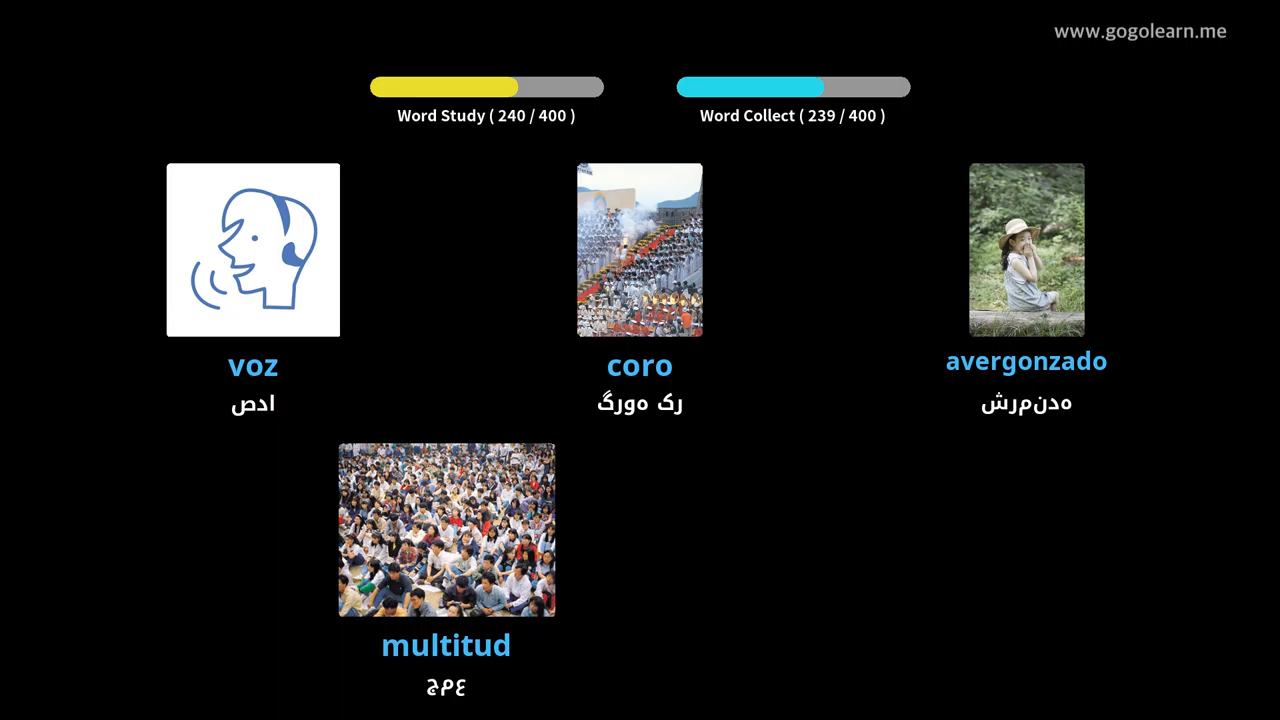 www.gogolearn.me
Word Study ( 240 / 400 )
Word Collect ( 239 / 400 )
voz
ادص
coro
رک هورگ
avergonzado
هدنمرش
multitud
عمج